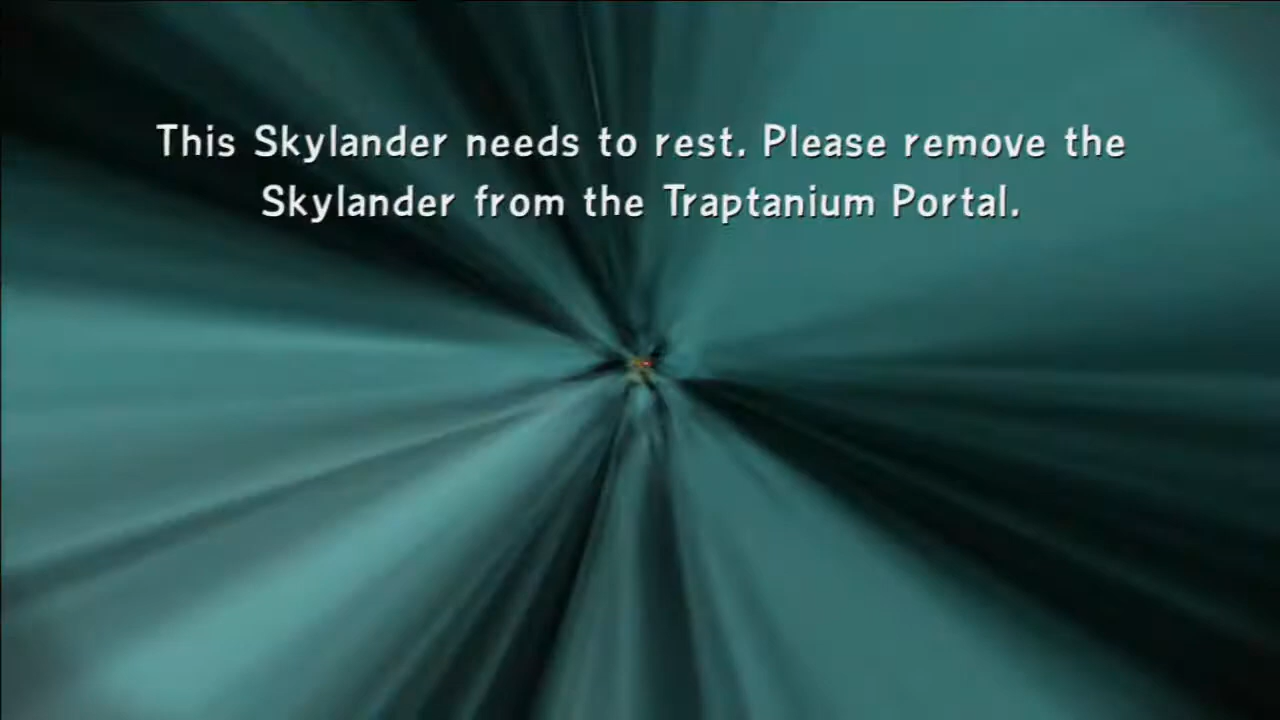 This Skylander needs to rest. Please remove the
Skylander from the Traptanium Portal.